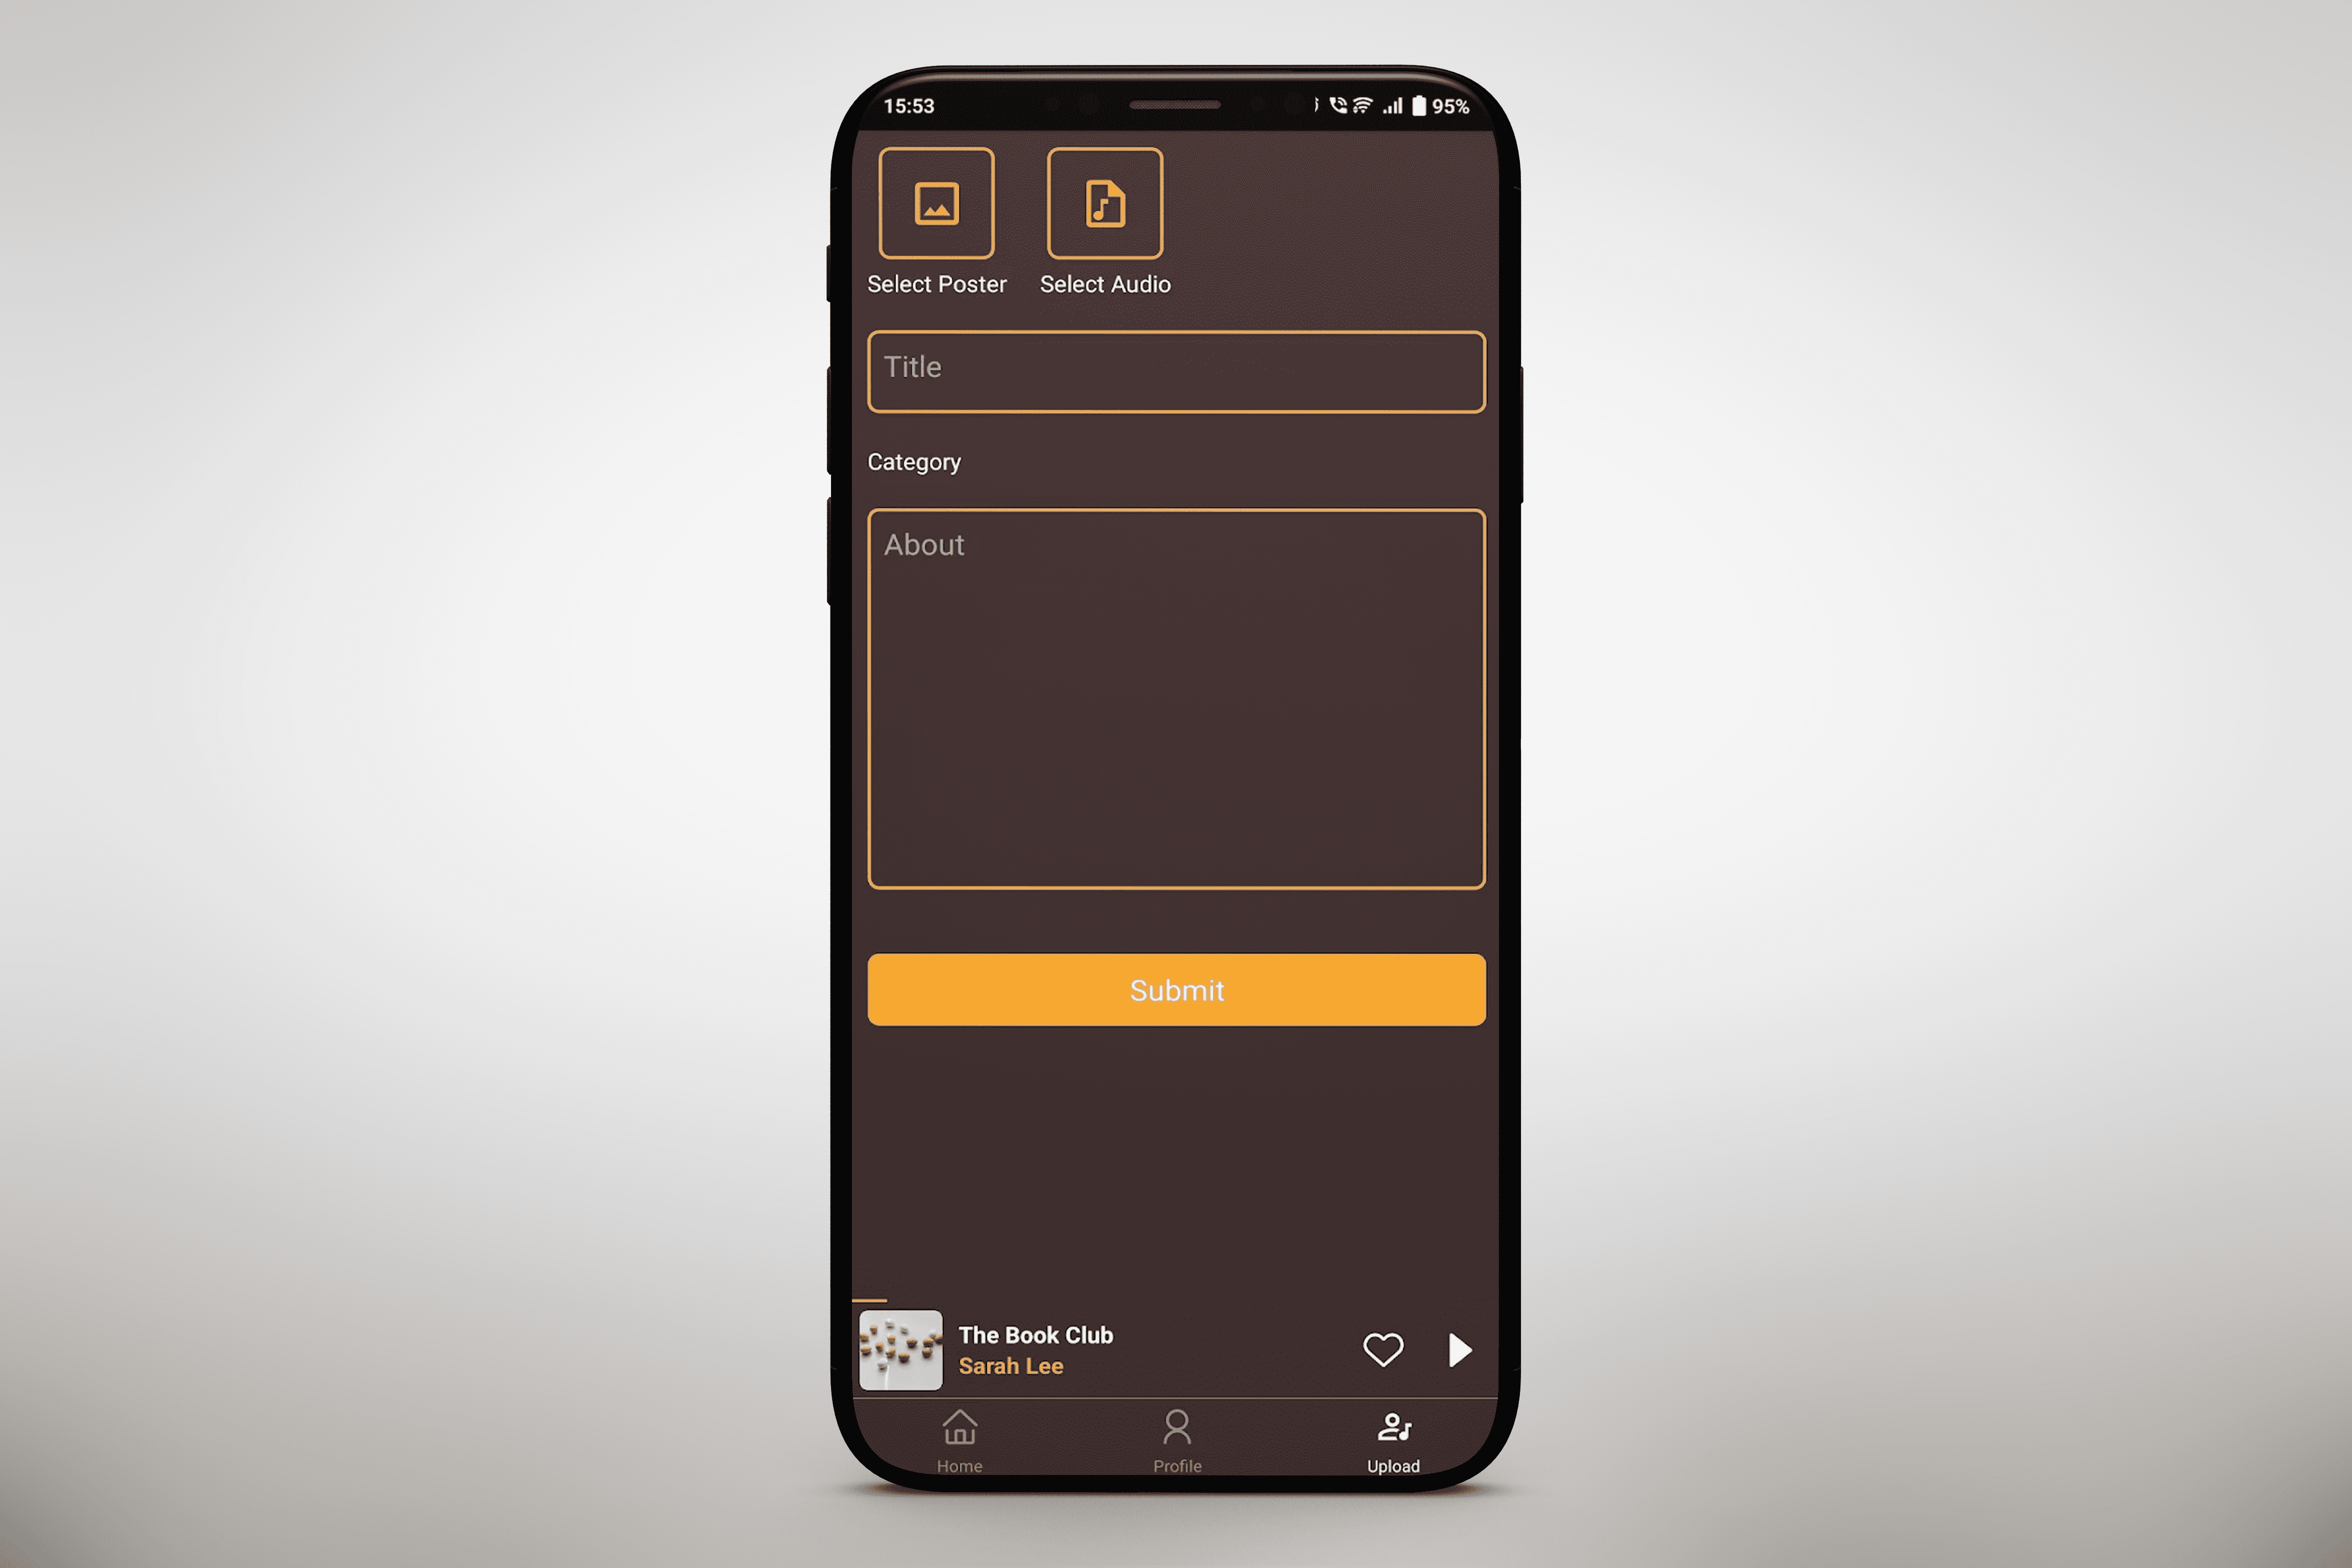 15:53 95%
Select Poster Select Audio
Title
Category
About
Submit
The Book Club
Sarah Lee
Home Profile Upload